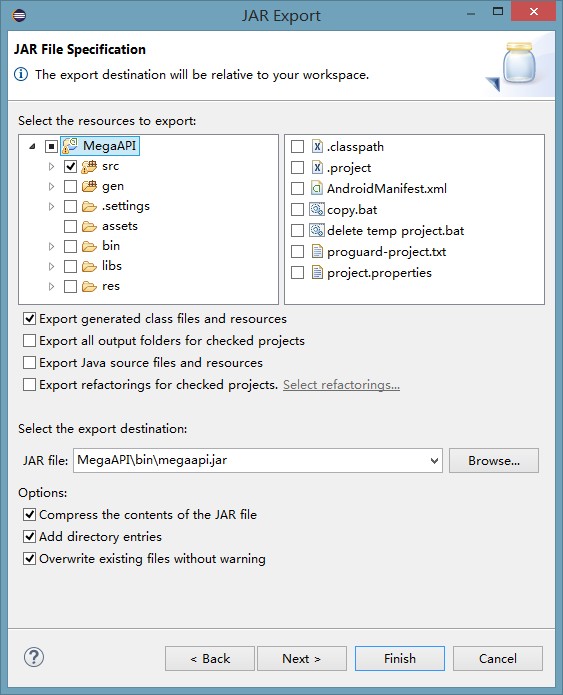 JAR Export
JAR File Specification
The export destination will be relative to your workspace.
Select the resources to export:
MegaAPI
src
gen
.settings
assets
bin
libs
res
.classpath
.project
AndroidManifest.xml
copy.bat
delete temp project.bat
proguard-project.txt
project.properties
Export generated class files and resources
Export all output folders for checked projects
Export Java source files and resources
Export refactorings for checked projects. Select refactorings...
Select the export destination:
JAR file: MegaAPI\bin\megaapi.jar Browse...
Options:
Compress the contents of the JAR file
Add directory entries
Overwrite existing files without warning
? < Back Next > Finish Cancel